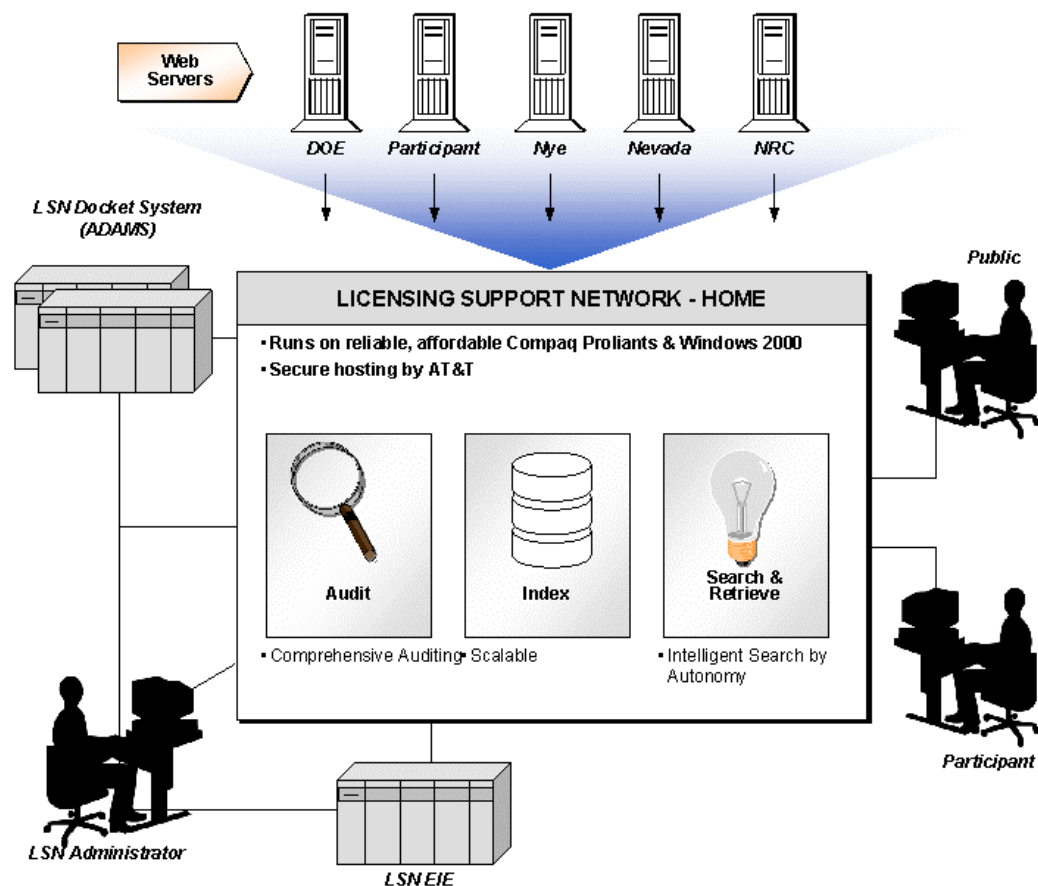 Web
Servers
DOE
Participant
Nye
Nevada
NRC
LSN Docket System
(ADAMS)
Public
LICENSING SUPPORT NETWORK - HOME
▪ Runs on reliable, affordable Compaq Proliants & Windows 2000
▪ Secure hosting by AT&T
Audit
Index
Search &
Retrieve
▪ Comprehensive Auditing
▪ Scalable
▪ Intelligent Search by
Autonomy
Participant
LSN Administrator
LSN EIE